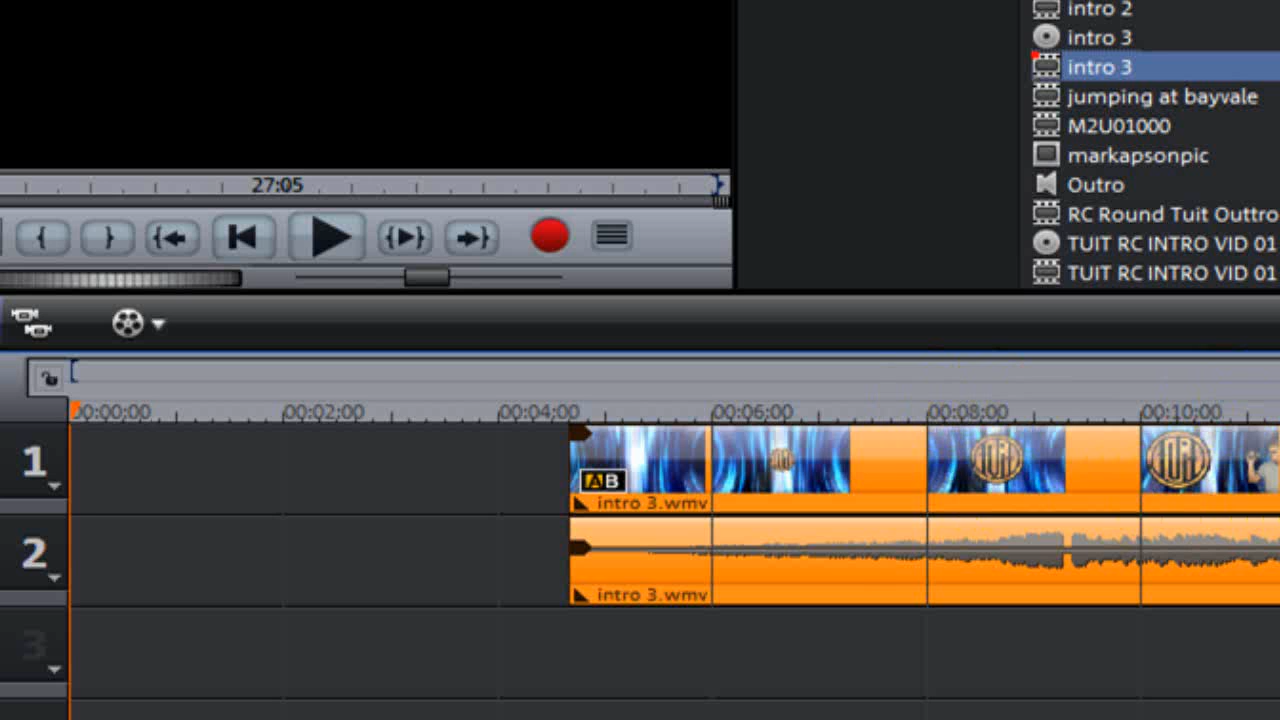 intro 2
intro 3
intro 3
jumping at bayvale
M2U01000
markapsonpic
Outro
RC Round Tuit Outtro
TUIT RC INTRO VID 01
TUIT RC INTRO VID 01
27:05
00:00;00 00:02;00 00:04;00 00:06;00 00:08;00 00:10;00
1
AB
intro 3.wmv
2
intro 3.wmv
3